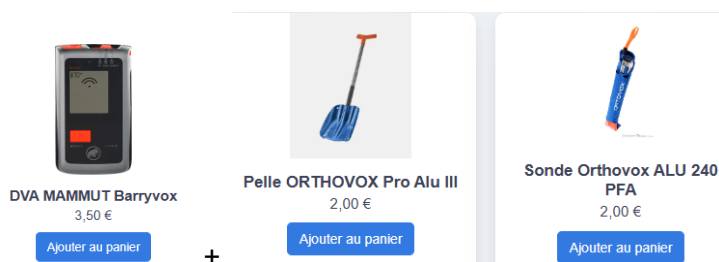 DVA MAMMUT Barryvox
3,50 €
Ajouter au panier
+
Pelle ORTHOVOX Pro Alu III
2,00 €
Ajouter au panier
ORTOVOX
Sonde Orthovox ALU 240
PFA
2,00 €
Ajouter au panier